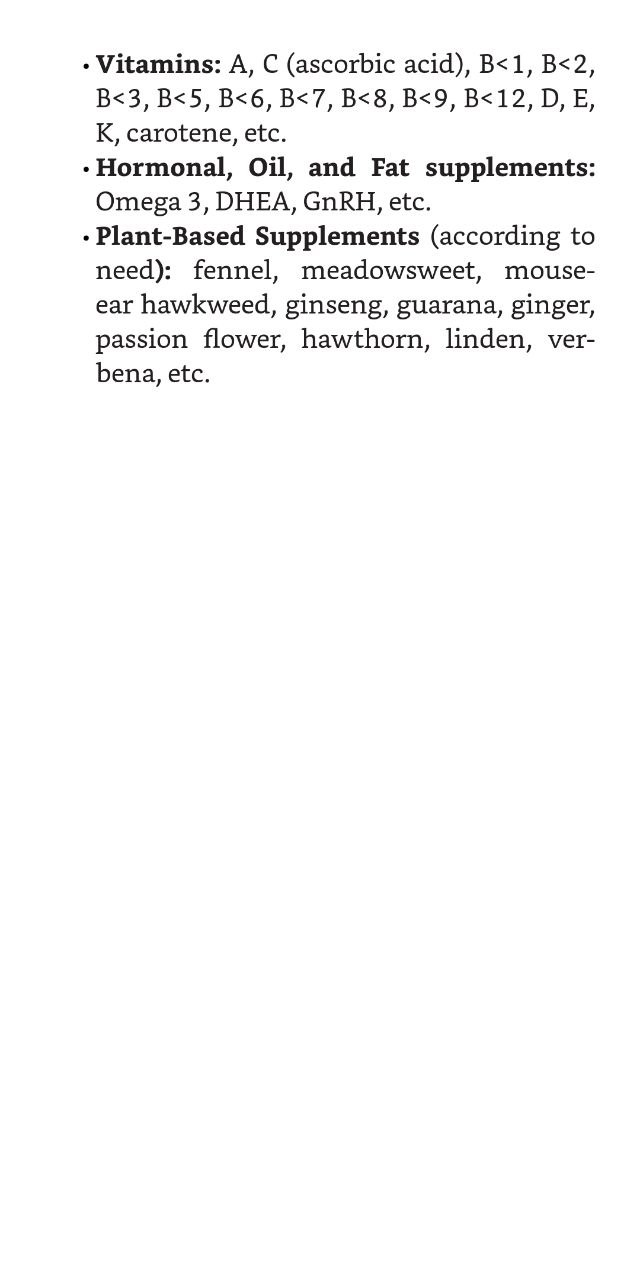 • Vitamins: A, C (ascorbic acid), B<1, B<2,
B<3, B<5, B<6, B<7, B<8, B<9, B<12, D, E,
K, carotene, etc.
• Hormonal, Oil, and Fat supplements:
Omega 3, DHEA, GnRH, etc.
• Plant-Based Supplements (according to
need): fennel, meadowsweet, mouse-
ear hawkweed, ginseng, guarana, ginger,
passion flower, hawthorn, linden, ver-
bena, etc.